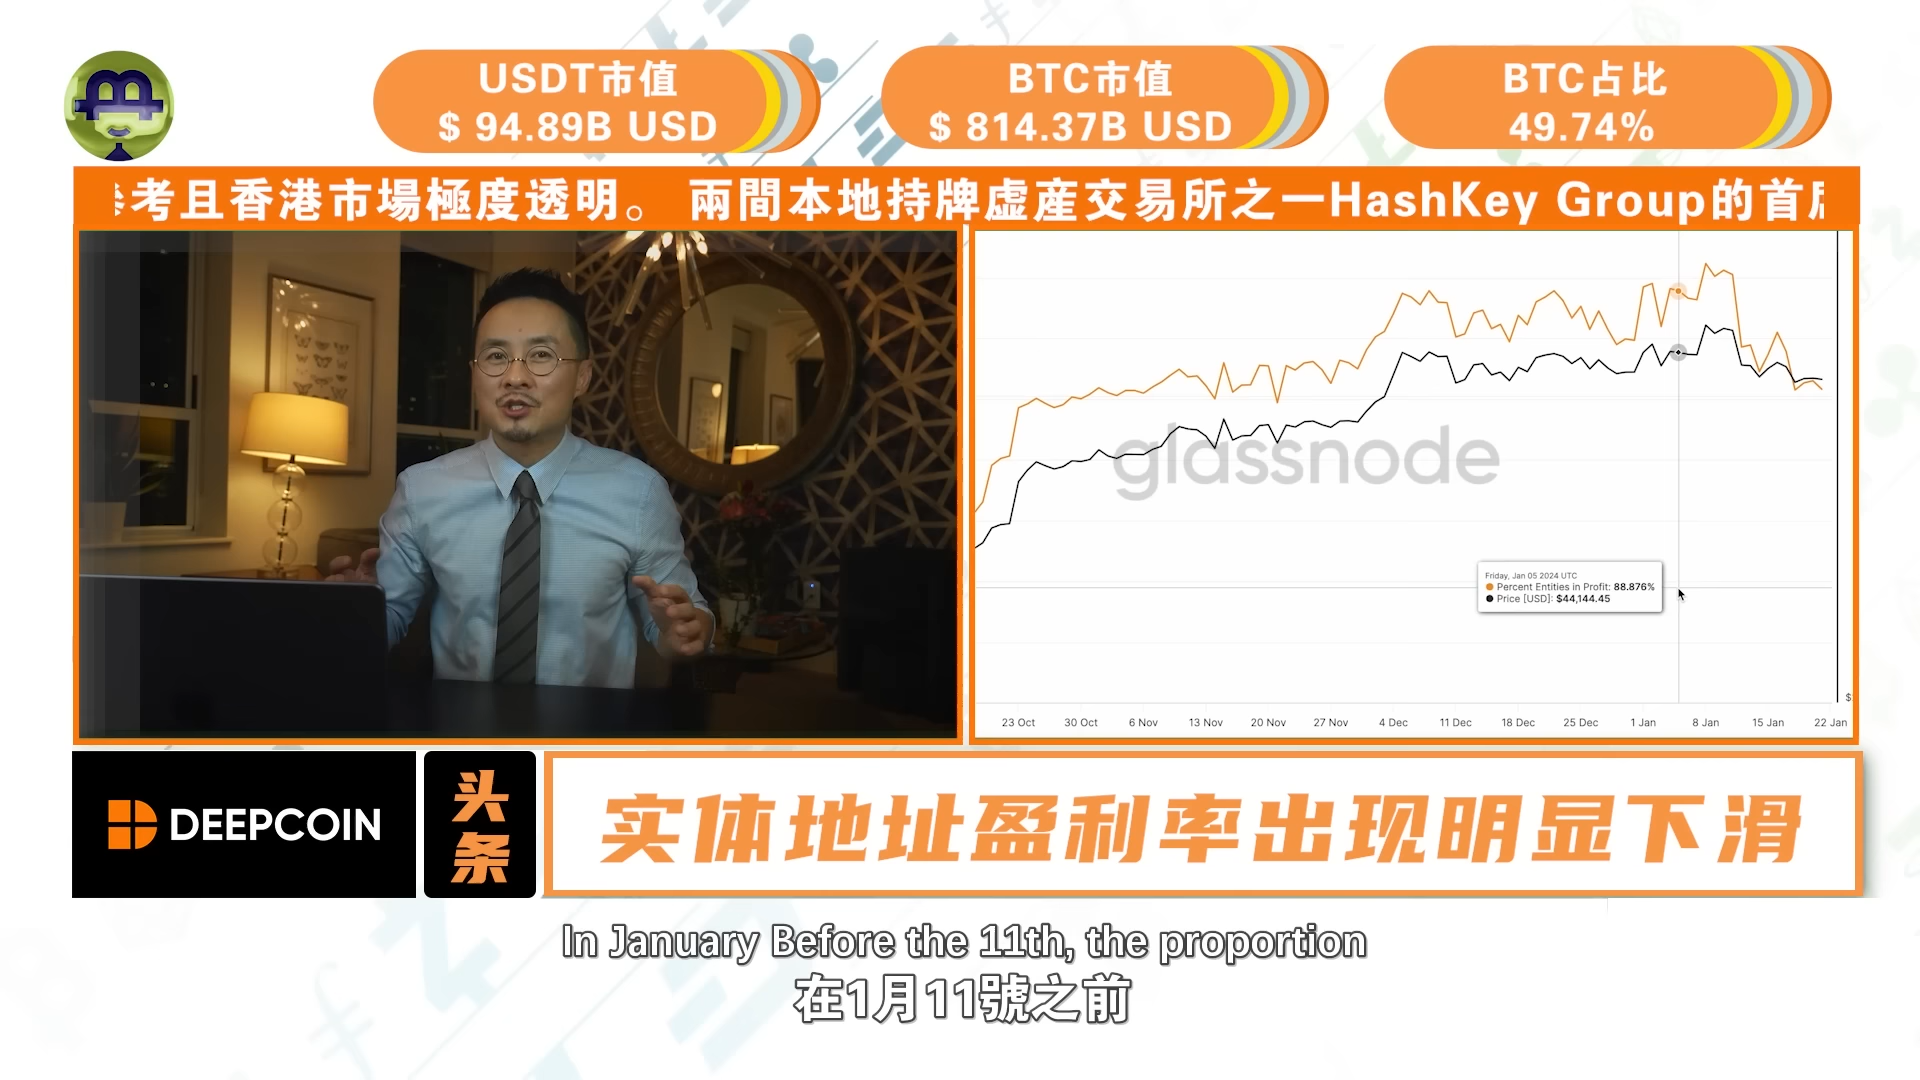 USDT市值
$ 94.89B USD
BTC市值
$ 814.37B USD
BTC占比
49.74%
考且香港市場極度透明。 兩間本地持牌虛産交易所之一HashKey Group的首
glassnode
Friday, Jan 05 2024 UTC
Percent Entities in Profit: 88.876%
Price [USD]: $44,144.45
$
23 Oct
30 Oct
6 Nov
13 Nov
20 Nov
27 Nov
4 Dec
11 Dec
18 Dec
25 Dec
1 Jan
8 Jan
15 Jan
22 Jan
DEEPCOIN
头条
实体地址盈利率出现明显下滑
In January Before the 11th, the proportion
在1月11號之前